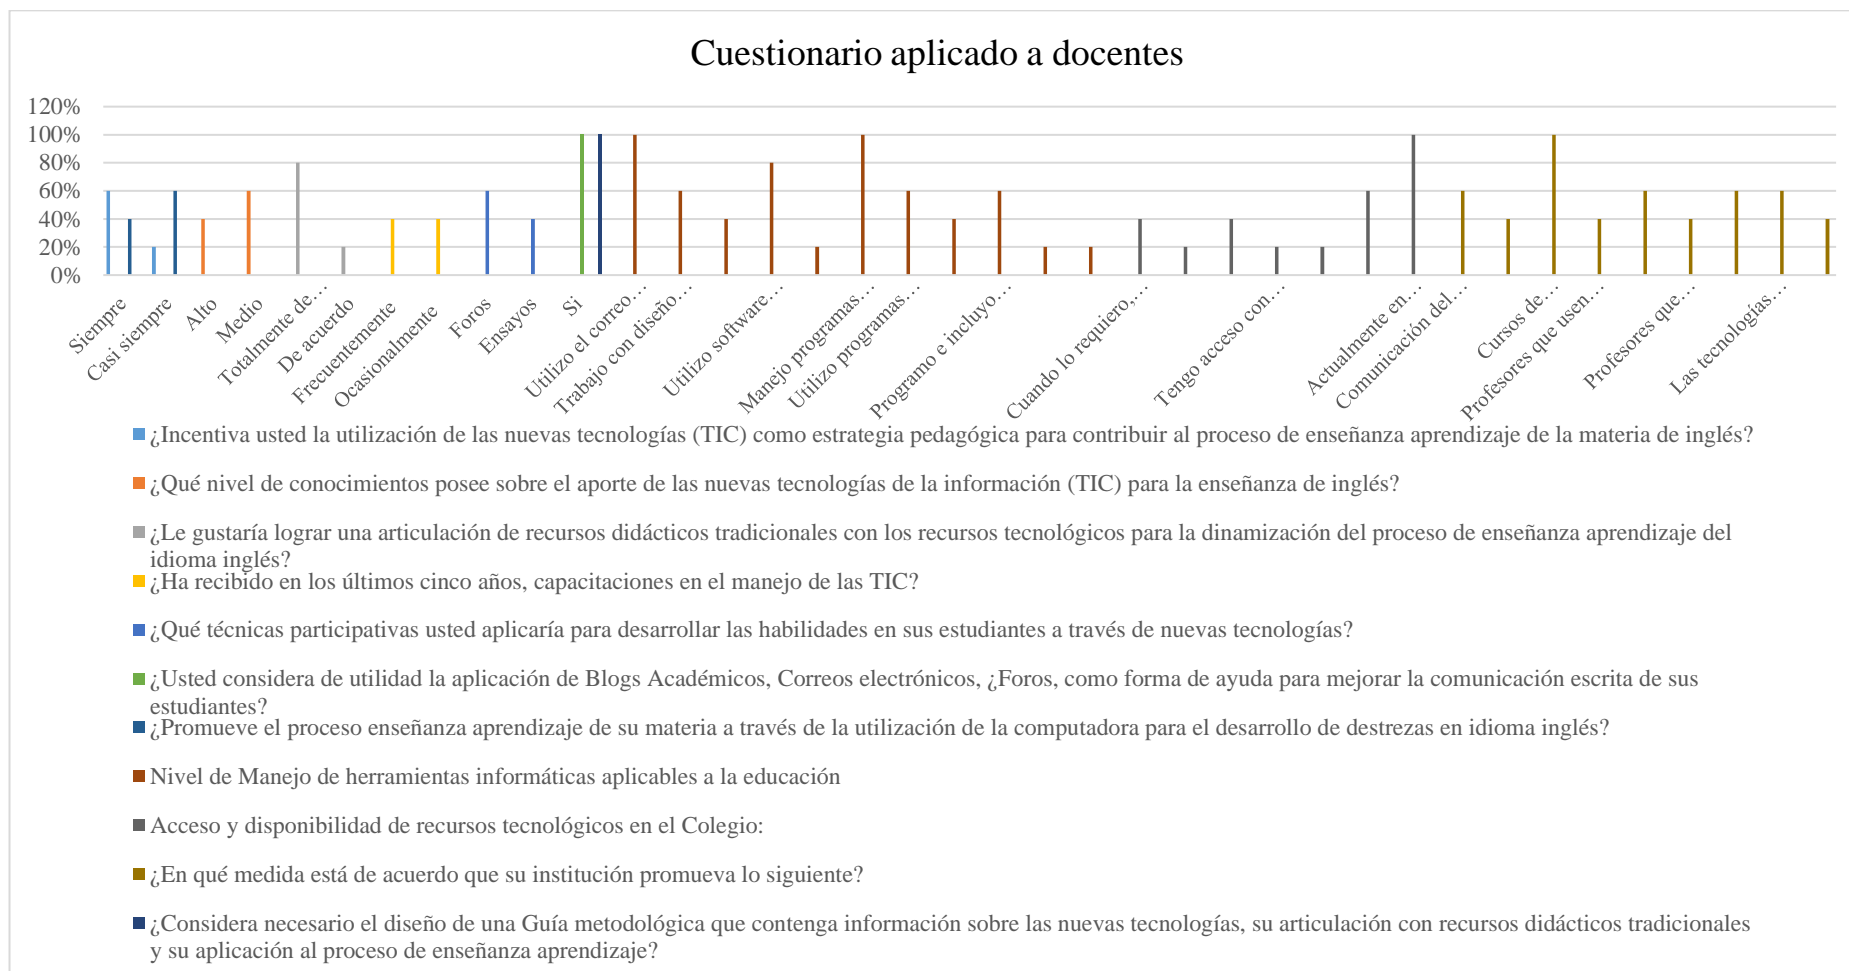 Cuestionario aplicado a docentes
120%
100%
80%
60%
40%
20%
0%
Siempre
Casi siempre
Alto
Medio
Totalmente de…
De acuerdo
Frecuentemente
Ocasionalmente
Foros
Ensayos
Si
Utilizo el correo…
Trabajo con diseño…
Utilizo software…
Manejo programas…
Utilizo programas…
Programo e incluyo…
Cuando lo requiero,…
Tengo acceso con…
Actualmente en…
Comunicación del…
Cursos de…
Profesores que usen…
Profesores que…
Las tecnologías…
¿Incentiva usted la utilización de las nuevas tecnologías (TIC) como estrategia pedagógica para contribuir al proceso de enseñanza aprendizaje de la materia de inglés?
¿Qué nivel de conocimientos posee sobre el aporte de las nuevas tecnologías de la información (TIC) para la enseñanza de inglés?
¿Le gustaría lograr una articulación de recursos didácticos tradicionales con los recursos tecnológicos para la dinamización del proceso de enseñanza aprendizaje del
idioma inglés?
¿Ha recibido en los últimos cinco años, capacitaciones en el manejo de las TIC?
¿Qué técnicas participativas usted aplicaría para desarrollar las habilidades en sus estudiantes a través de nuevas tecnologías?
¿Usted considera de utilidad la aplicación de Blogs Académicos, Correos electrónicos, ¿Foros, como forma de ayuda para mejorar la comunicación escrita de sus
estudiantes?
¿Promueve el proceso enseñanza aprendizaje de su materia a través de la utilización de la computadora para el desarrollo de destrezas en idioma inglés?
Nivel de Manejo de herramientas informáticas aplicables a la educación
Acceso y disponibilidad de recursos tecnológicos en el Colegio:
¿En qué medida está de acuerdo que su institución promueva lo siguiente?
¿Considera necesario el diseño de una Guía metodológica que contenga información sobre las nuevas tecnologías, su articulación con recursos didácticos tradicionales
y su aplicación al proceso de enseñanza aprendizaje?